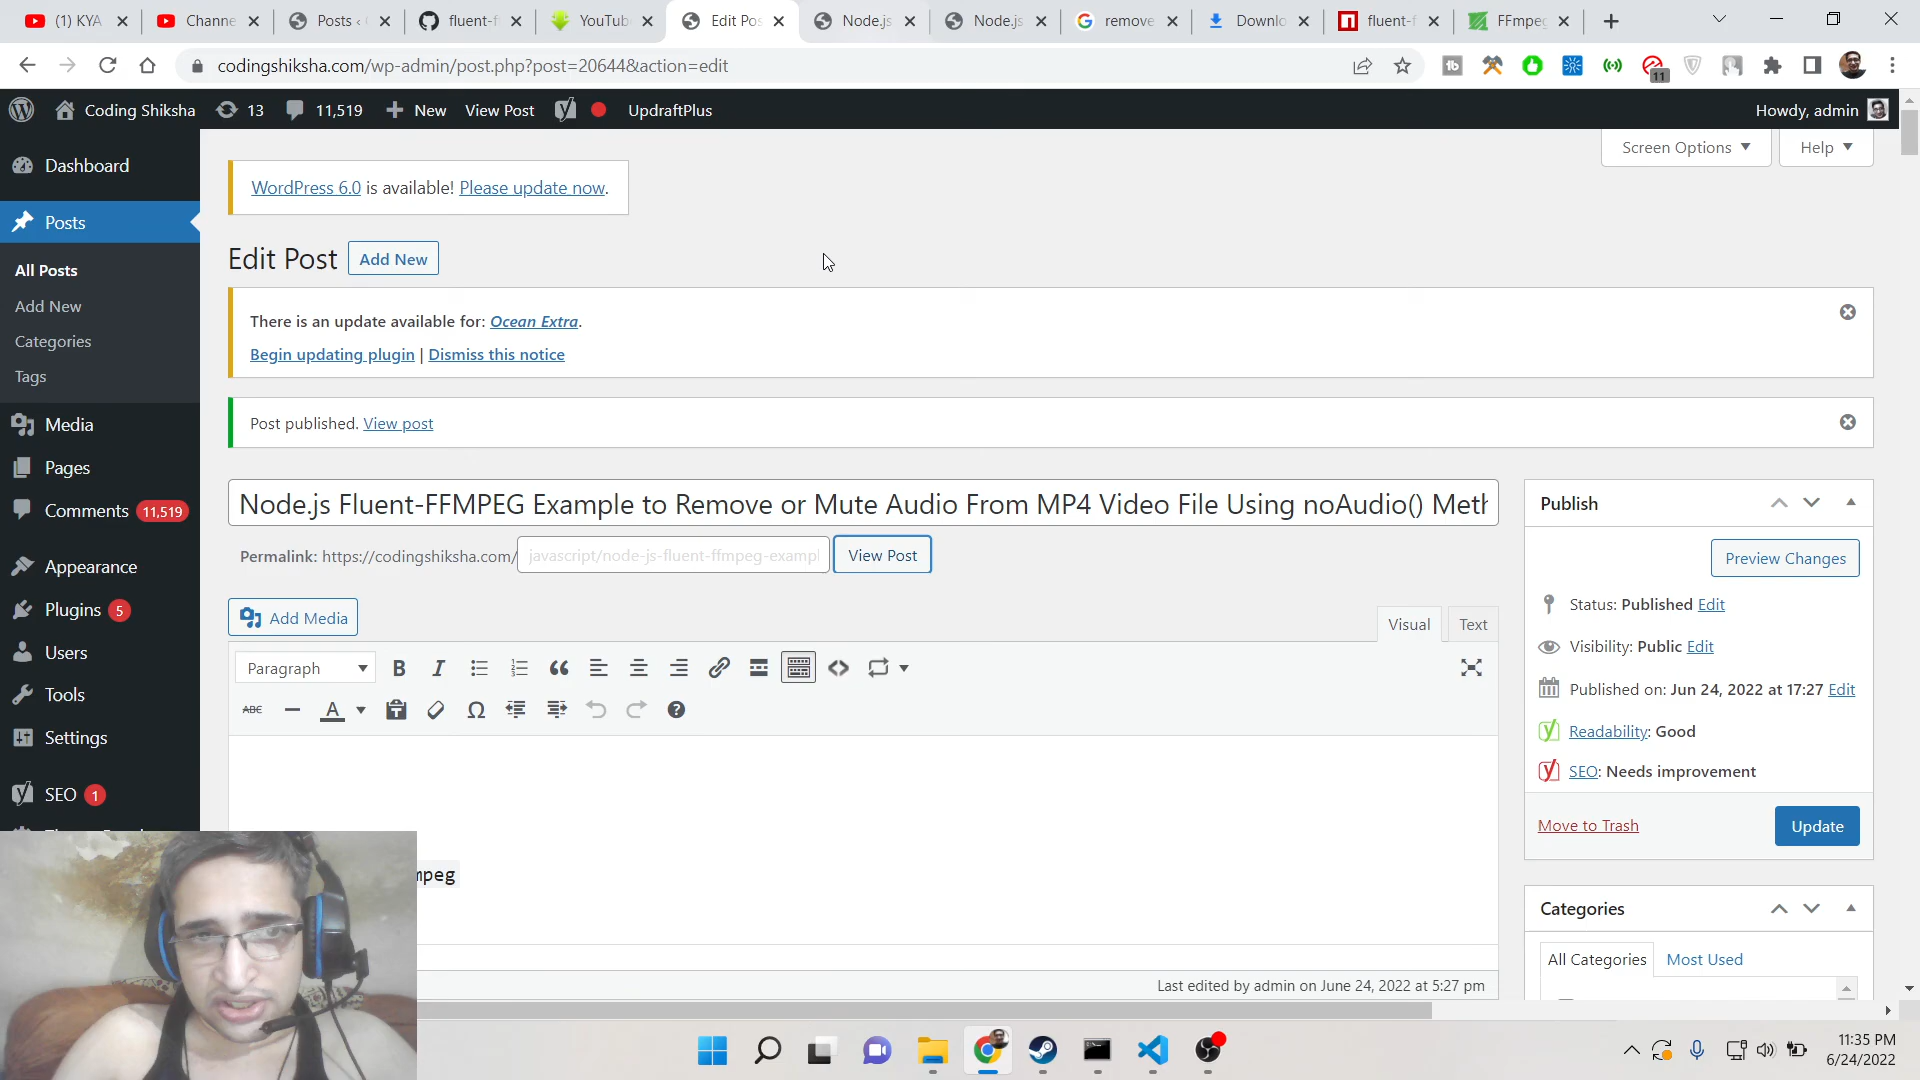 (1) KYA
Channe
Posts ‹
fluent-f
YouTub
Edit Pos
Node.js
Node.js
remove
Downlo
fluent-f
FFmpeg
codingshiksha.com/wp-admin/post.php?post=20644&action=edit
11
Coding Shiksha
13
11,519
New
View Post
UpdraftPlus
Howdy, admin
Screen Options
Help
Dashboard
Posts
All Posts
Add New
Categories
Tags
Media
Pages
Comments 11,519
Appearance
Plugins 5
Users
Tools
Settings
SEO 1
WordPress 6.0 is available! Please update now.
Edit Post
Add New
There is an update available for: Ocean Extra.
Begin updating plugin | Dismiss this notice
Post published. View post
Node.js Fluent-FFMPEG Example to Remove or Mute Audio From MP4 Video File Using noAudio() Meth
Permalink: https://codingshiksha.com/
javascript/node-js-fluent-ffmpeg-exampl
View Post
Add Media
Visual
Text
Paragraph
B
I
ABC
A
Ω
mpeg
Last edited by admin on June 24, 2022 at 5:27 pm
Publish
Preview Changes
Status: Published Edit
Visibility: Public Edit
Published on: Jun 24, 2022 at 17:27 Edit
Readability: Good
SEO: Needs improvement
Move to Trash
Update
Categories
All Categories
Most Used
11:35 PM
6/24/2022